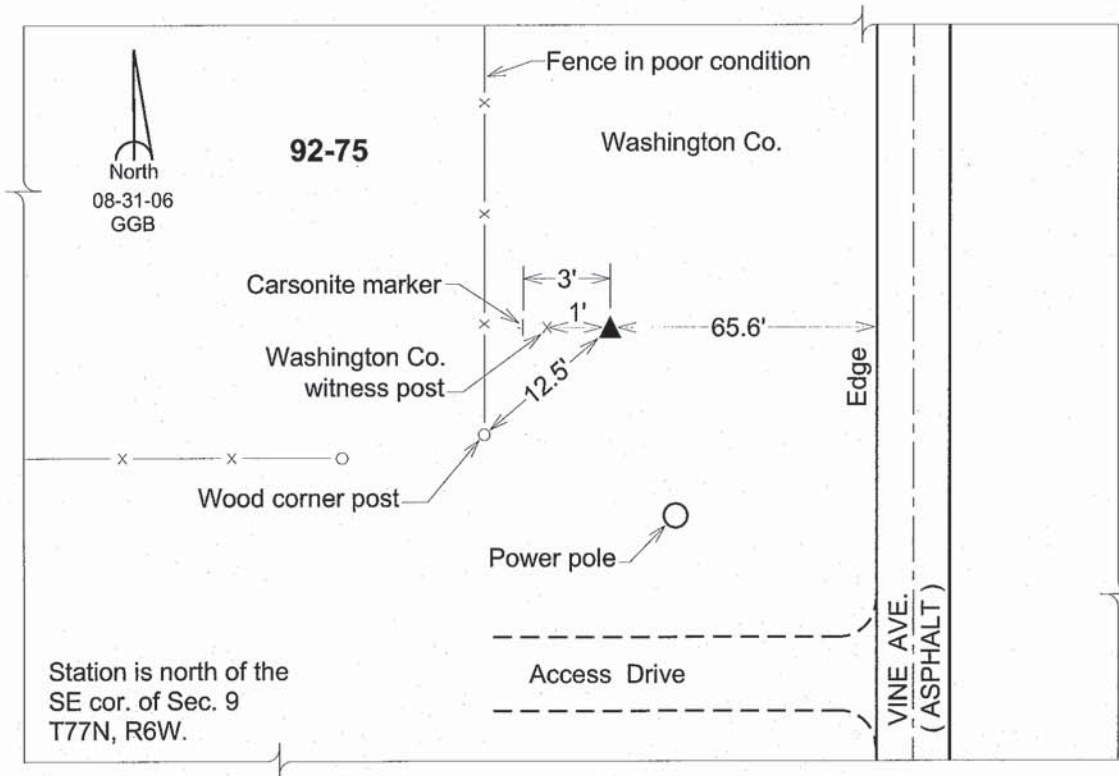 Fence in poor condition
92-75
Washington Co.
North
08-31-06
GGB
Carsonite marker
3'
1'
65.6'
Washington Co.
witness post
12.5'
Edge
Wood corner post
Power pole
Station is north of the
SE cor. of Sec. 9
T77N, R6W.
Access Drive
VINE AVE.
( ASPHALT )